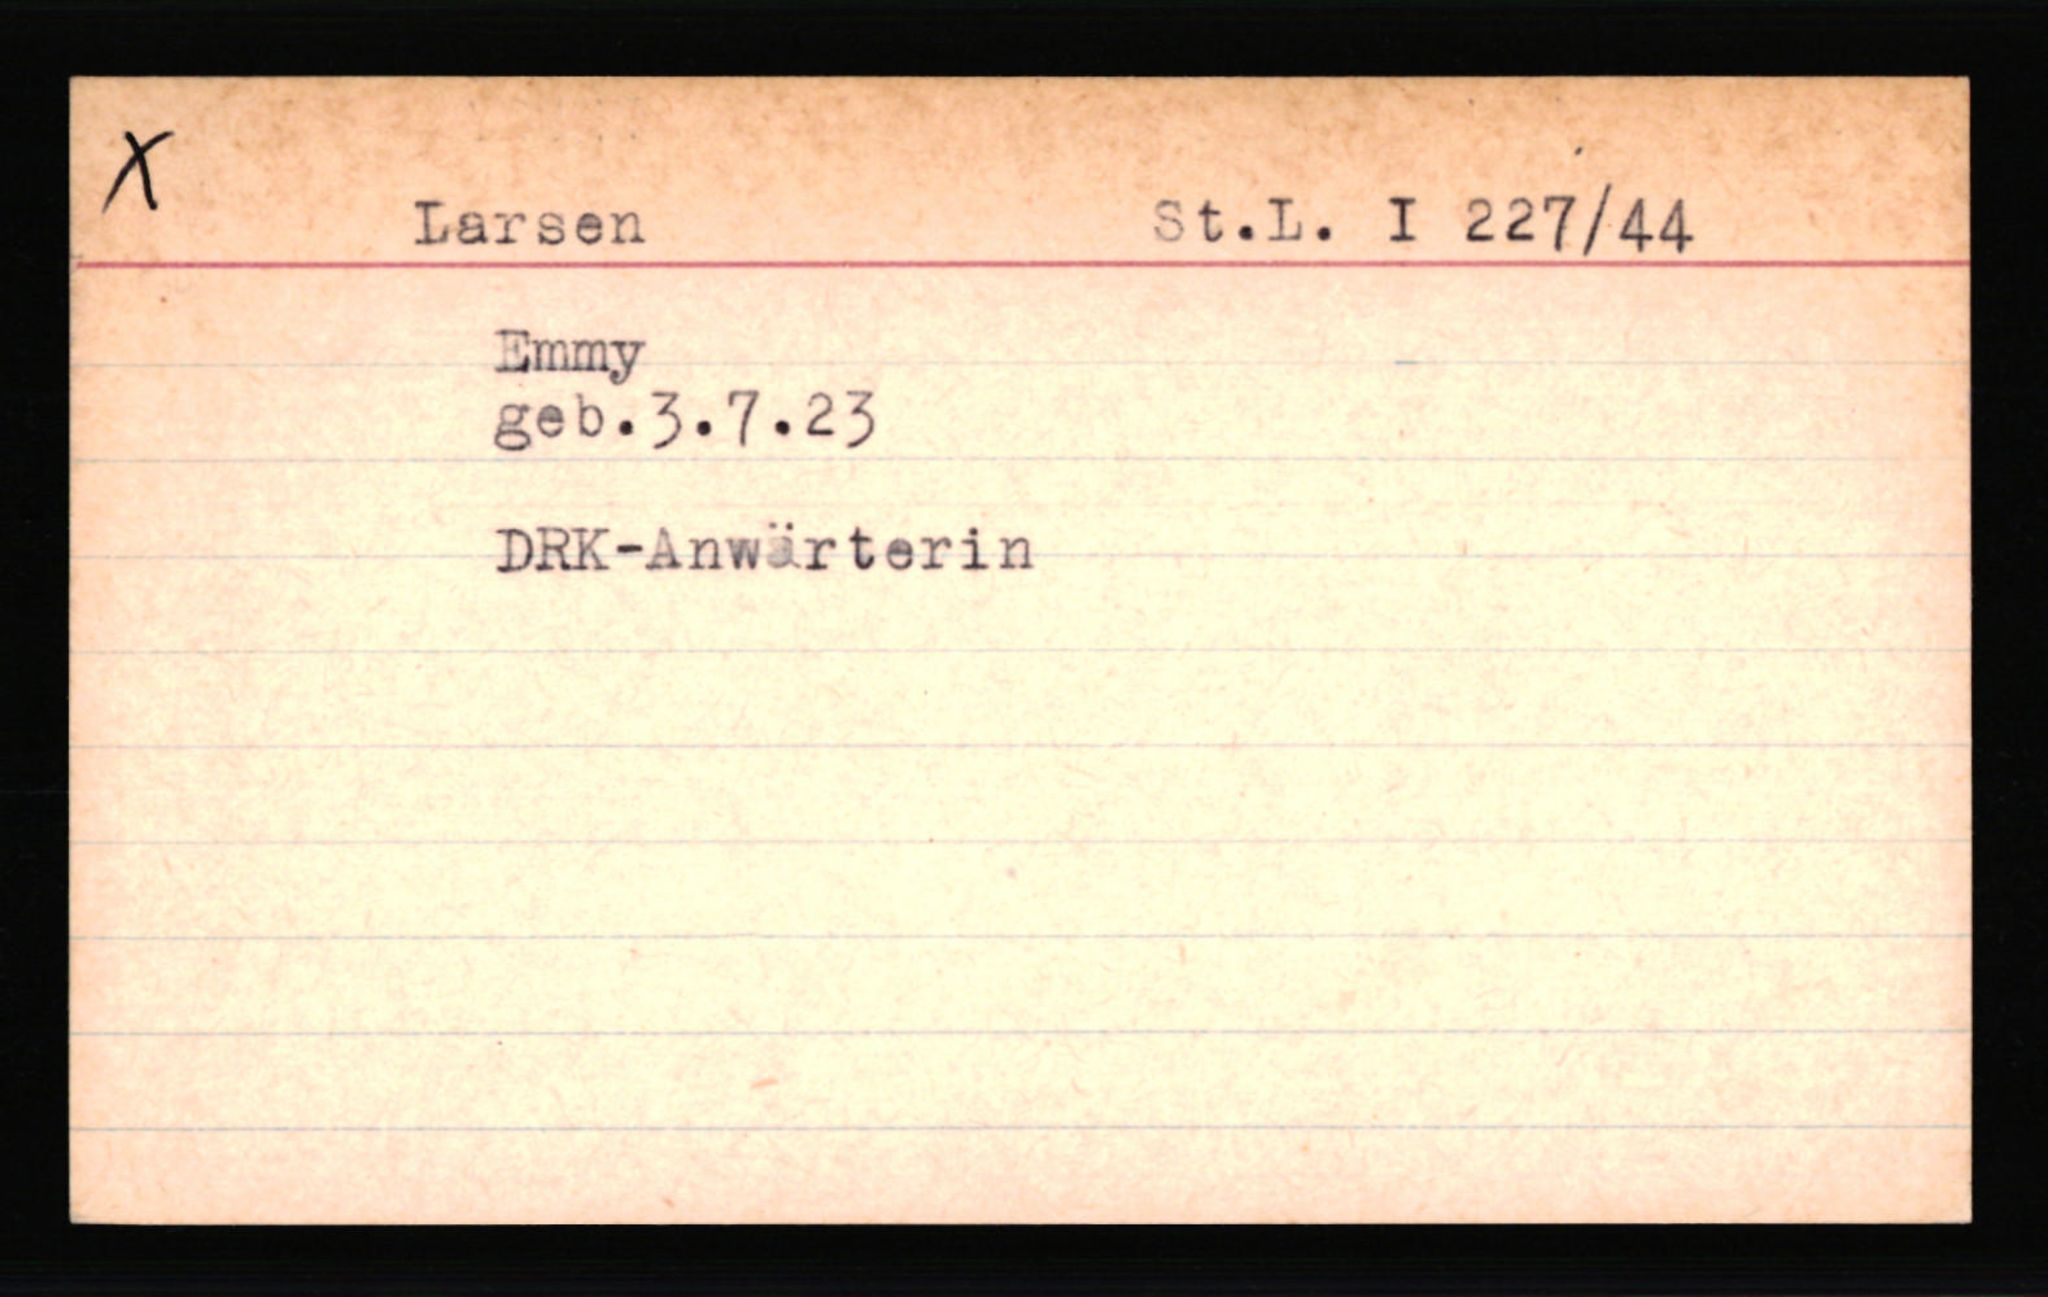 X
Larsen St.L. I 227/44
Emmy
geb.3.7.23
DRK-Anwärterin